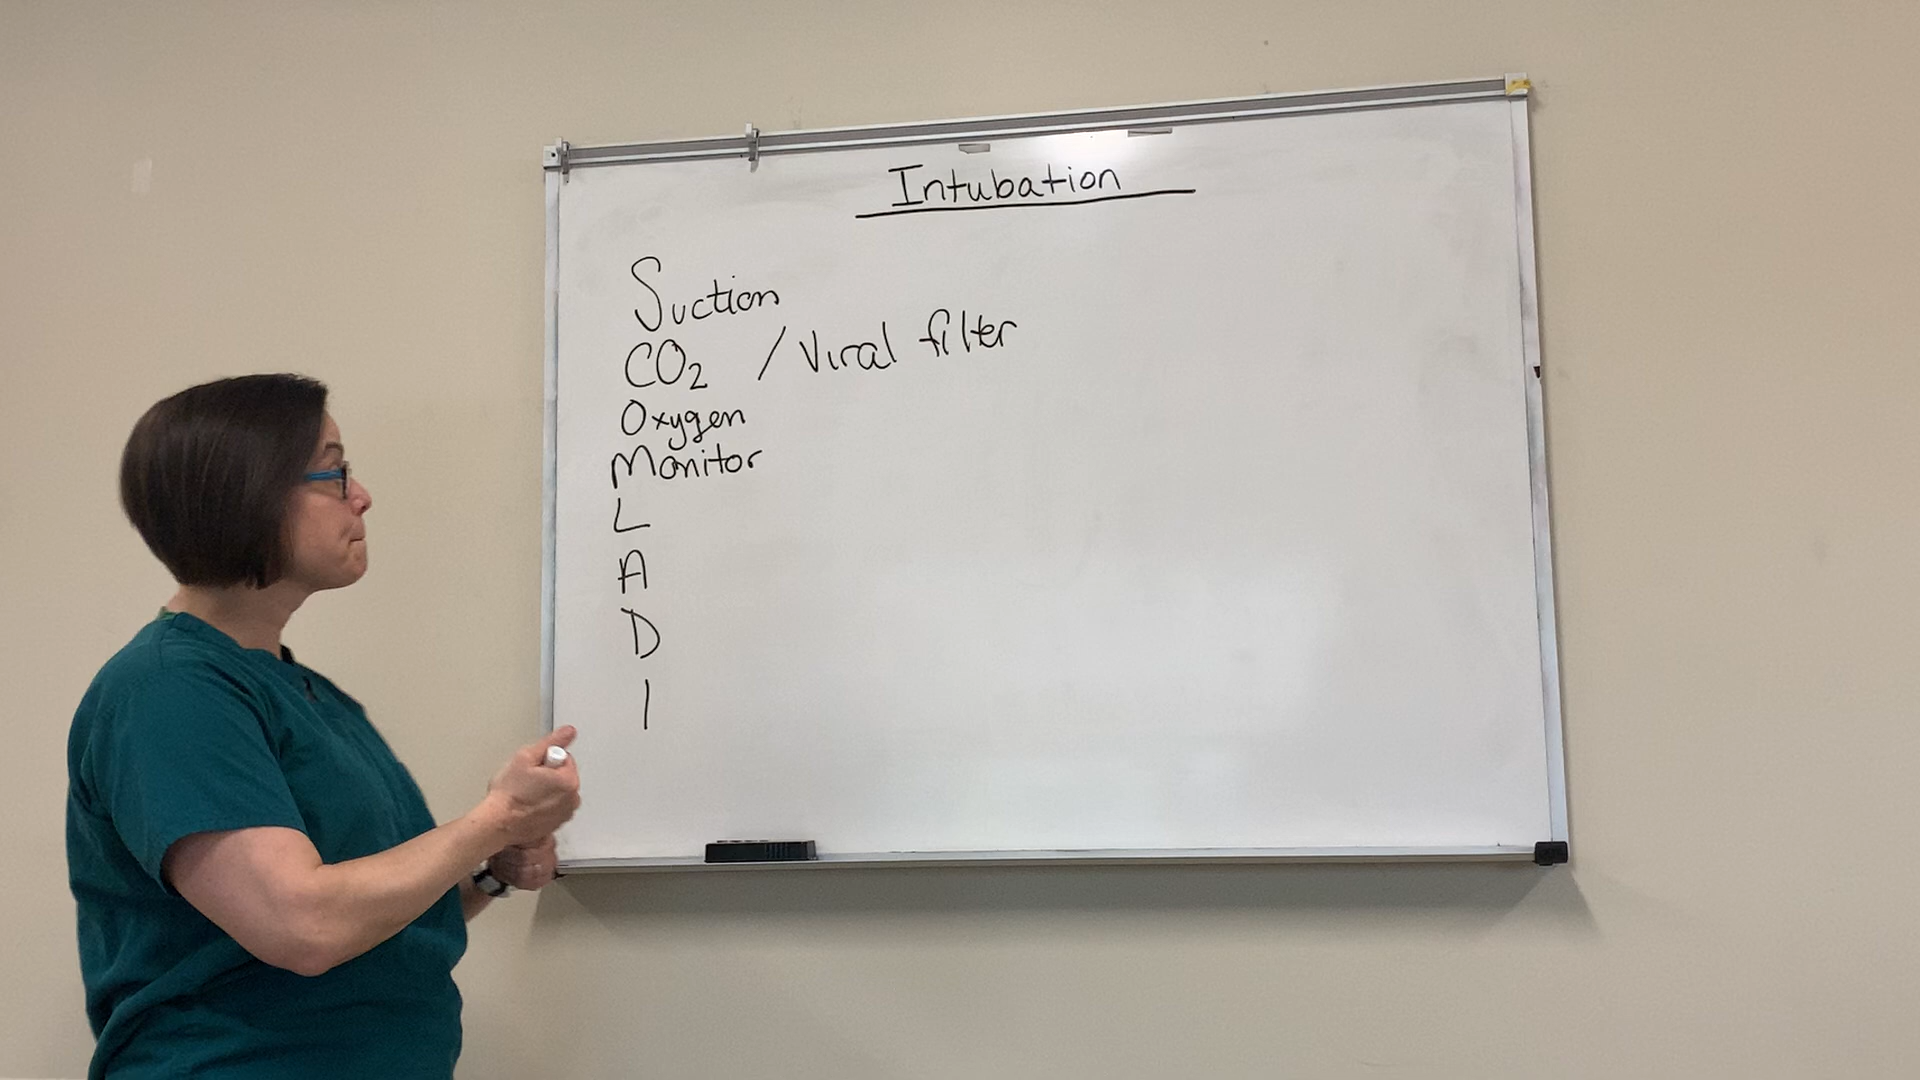 Intubation
Suction
CO₂ / Viral filter
Oxygen
Monitor
L
A
D
I